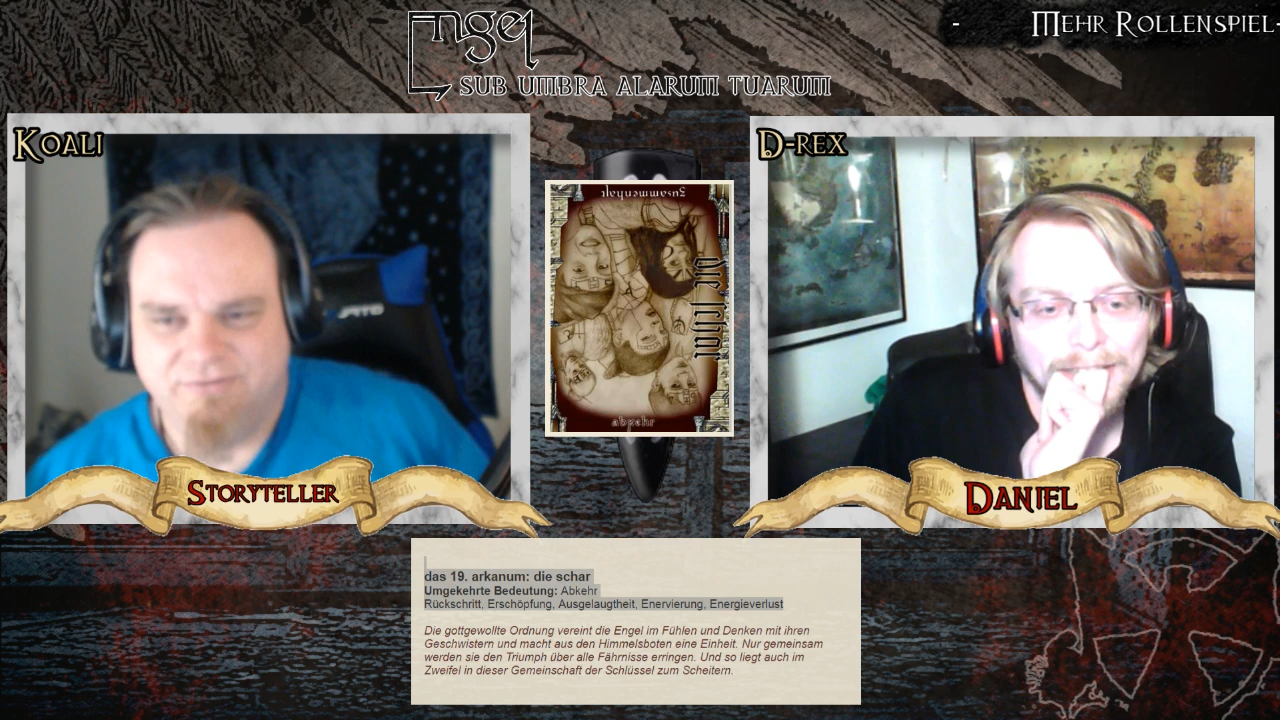 Engel
SUB UMBRA ALARUM TUARUM
- MEHR ROLLENSPIEL-
KOALI
D-REX
Zusammenhalt
die schar
abkehr
STORYTELLER
DANIEL
das 19. arkanum: die schar
Umgekehrte Bedeutung: Abkehr
Rückschritt, Erschöpfung, Ausgelaugtheit, Enervierung, Energieverlust
Die gottgewollte Ordnung vereint die Engel im Fühlen und Denken mit ihren
Geschwistern und macht aus den Himmelsboten eine Einheit. Nur gemeinsam
werden sie den Triumph über alle Fährnisse erringen. Und so liegt auch im
Zweifel in dieser Gemeinschaft der Schlüssel zum Scheitern.